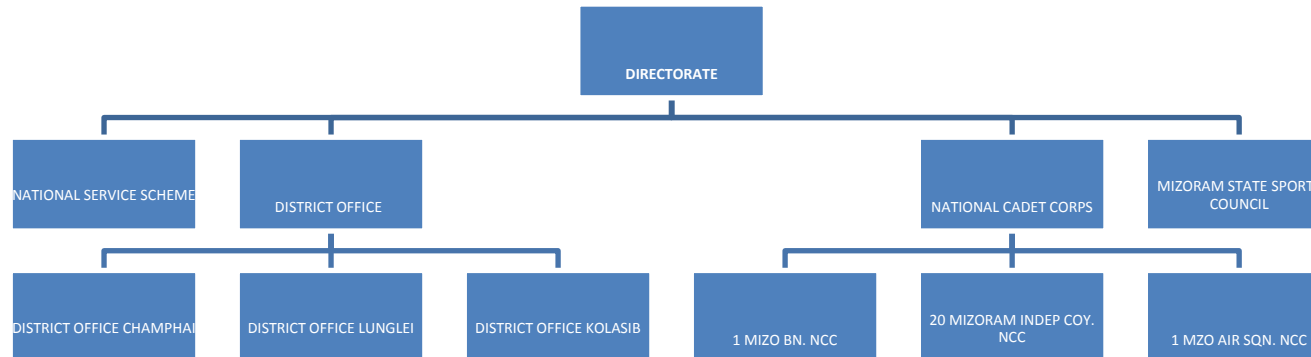 DIRECTORATE
NATIONAL SERVICE SCHEME
DISTRICT OFFICE
NATIONAL CADET CORPS
MIZORAM STATE SPORT
COUNCIL
DISTRICT OFFICE CHAMPHAI
DISTRICT OFFICE LUNGLEI
DISTRICT OFFICE KOLASIB
1 MIZO BN. NCC
20 MIZORAM INDEP COY.
NCC
1 MZO AIR SQN. NCC